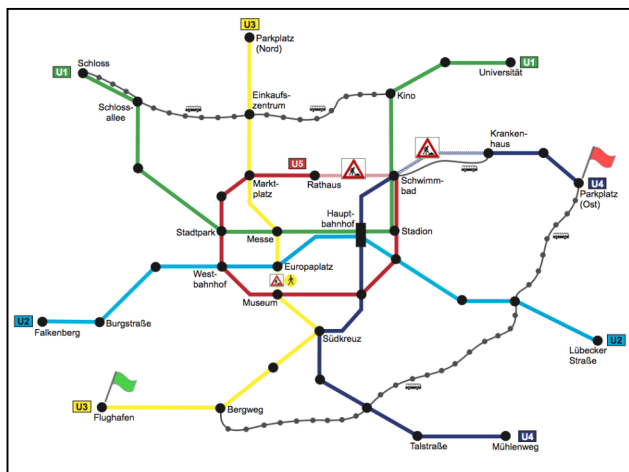 U3
Parkplatz
(Nord)
Schloss
U1
Universität
U1
Schloss-
allee
Einkaufs-
zentrum
Kino
Kranken-
haus
U5
Markt-
platz
Rathaus
Schwimm-
bad
U4
Parkplatz
(Ost)
Haupt-
bahnhof
Stadtpark
Messe
Stadion
West-
bahnhof
Europaplatz
Museum
U2
Falkenberg
Burgstraße
Südkreuz
U2
Lübecker
Straße
U3
Flughafen
Bergweg
Talstraße
U4
Mühlenweg